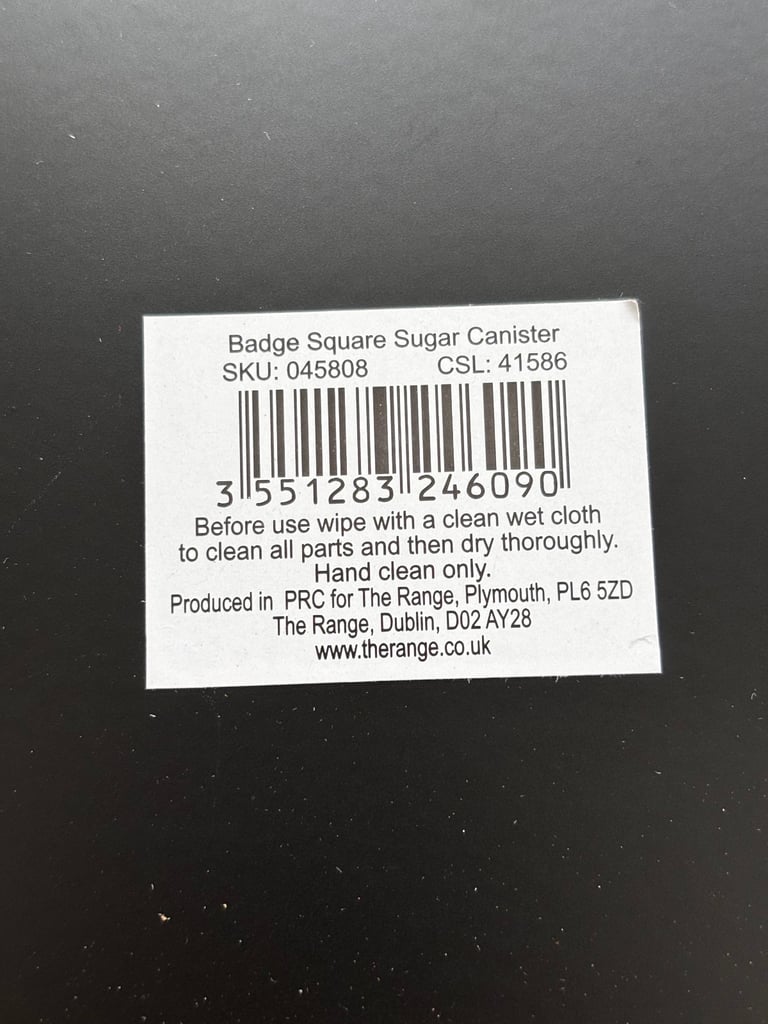 Badge Square Sugar Canister
SKU: 045808 CSL: 41586
3 551283 246090
Before use wipe with a clean wet cloth
to clean all parts and then dry thoroughly.
Hand clean only.
Produced in PRC for The Range, Plymouth, PL6 5ZD
The Range, Dublin, D02 AY28
www.therange.co.uk